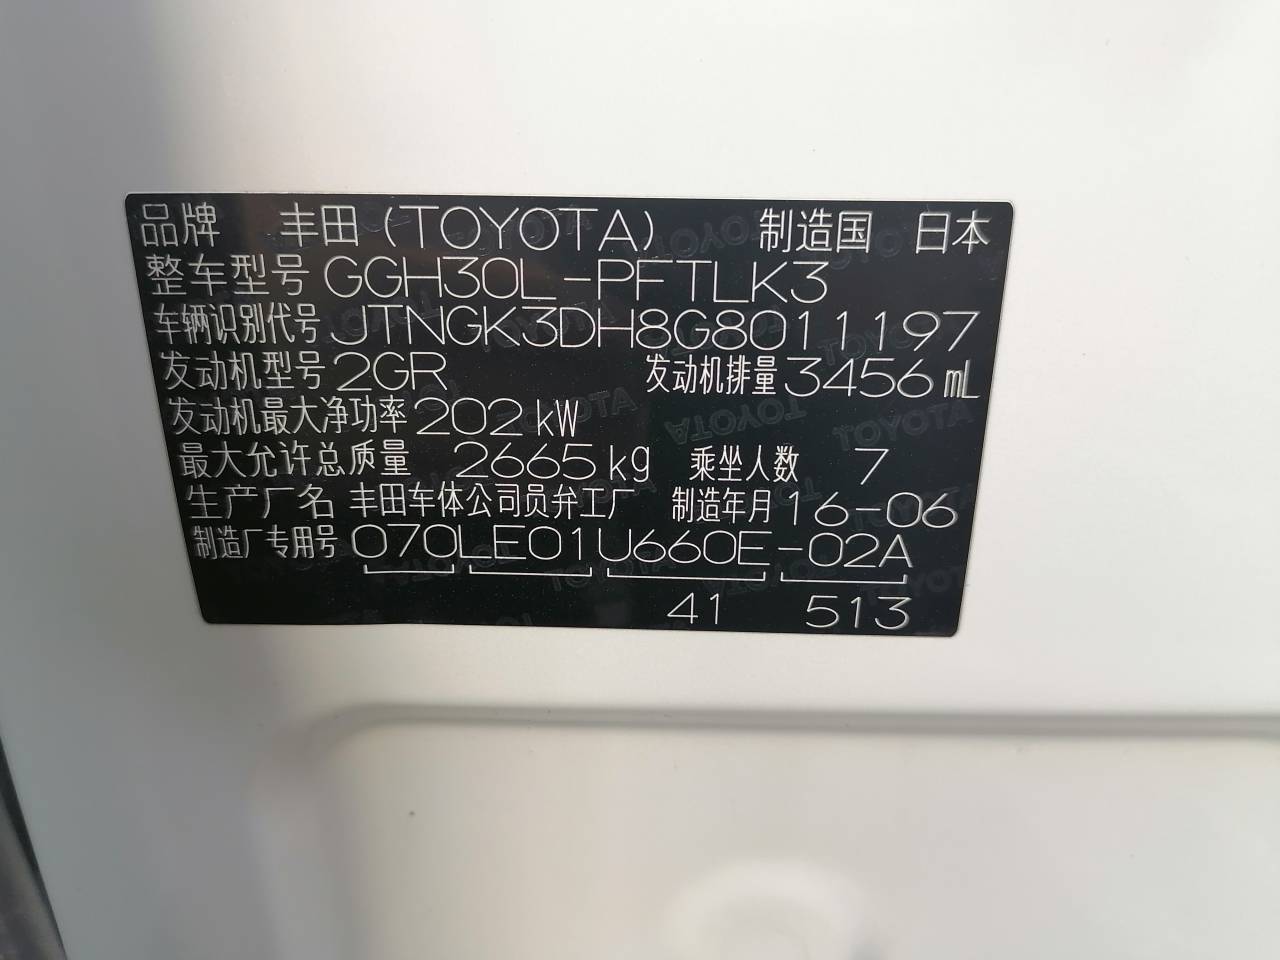 品牌 丰田(TOYOTA) 制造国 日本
整车型号 GGH30L-PFTLK3
车辆识别代号 JTNGK3DH8G8011197
发动机型号 2GR 发动机排量 3456 mL
发动机最大净功率 202 kW
最大允许总质量 2665 kg 乘坐人数 7
生产厂名 丰田车体公司员弁工厂 制造年月 16-06
制造厂专用号 070LE01U660E-02A
41 513